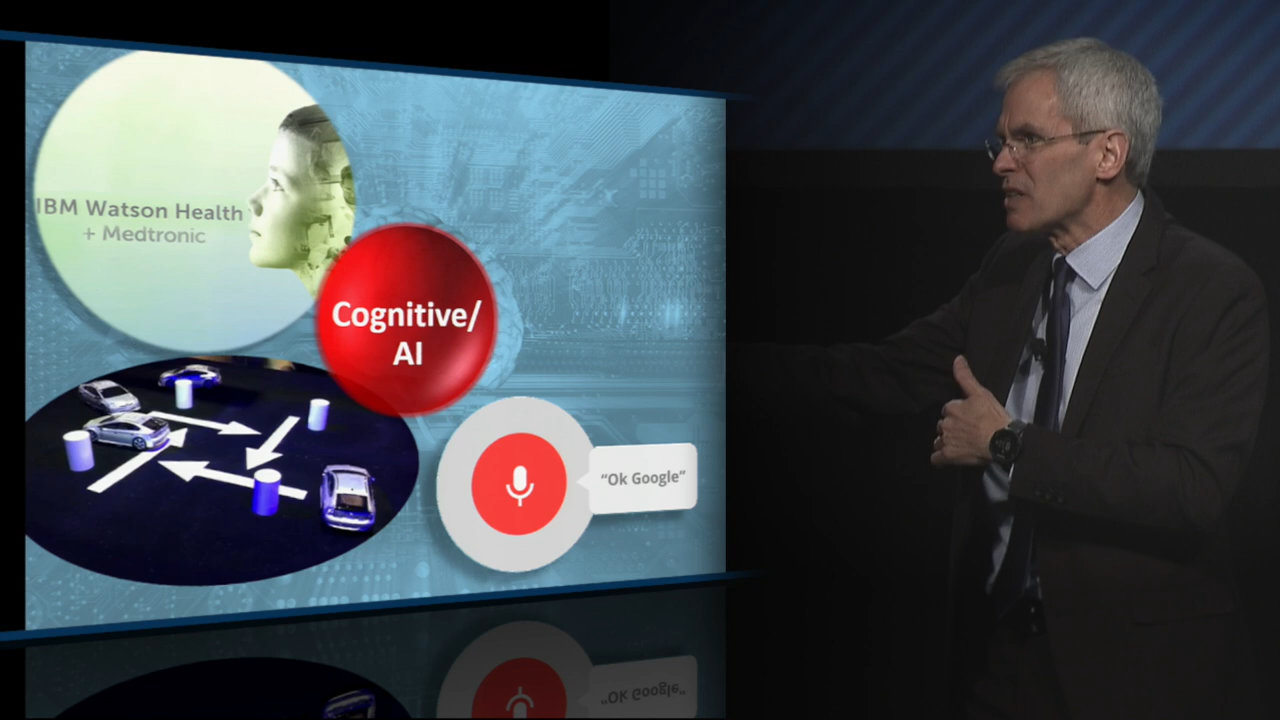 IBM Watson Health
+ Medtronic
Cognitive/
AI
“Ok Google”